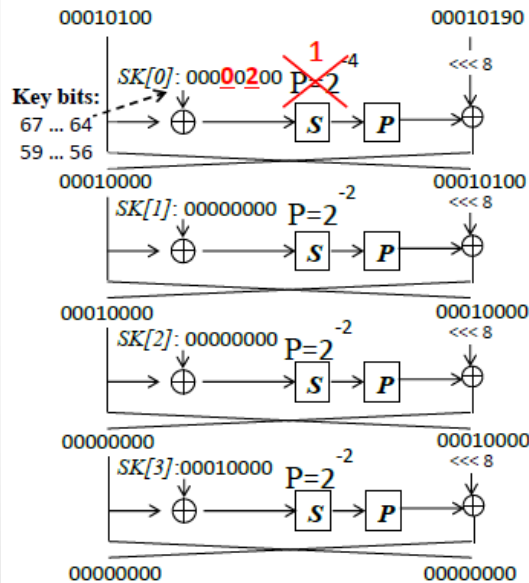 00010100 00010190
1
SK[0]: 00000200 P=2^-4 <<< 8
Key bits:
67 ... 64 S P
59 ... 56
00010000 00010100
SK[1]: 00000000 P=2^-2 <<< 8
S P
00010000 00010000
SK[2]: 00000000 P=2^-2 <<< 8
S P
00000000 00010000
SK[3]:00010000 P=2^-2 <<< 8
S P
00000000 00000000